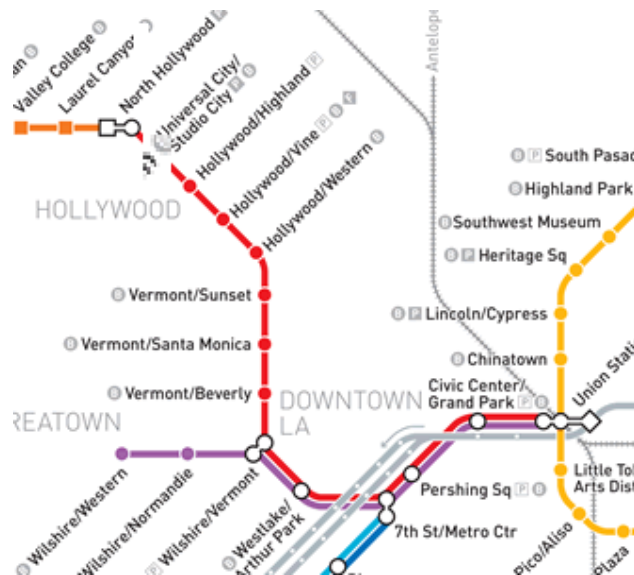 Valley College B
Laurel Canyon
North Hollywood P
Universal City/
Studio City P B
Hollywood/Highland P
Hollywood/Vine P B
Hollywood/Western B
HOLLYWOOD
Antelop
B P South Pasad
B Highland Park
B Southwest Museum
B P Heritage Sq
B Vermont/Sunset
B P Lincoln/Cypress
B Vermont/Santa Monica
B Chinatown
B Vermont/Beverly
Civic Center/
Grand Park P B
Union Stati
DOWNTOWN
LA
REATOWN
B Wilshire/Western
Wilshire/Normandie
P Wilshire/Vermont
B Westlake/
Arthur Park
Pershing Sq P B
7th St/Metro Ctr
Little Tok
Arts Dist
Pico/Aliso
Plaza